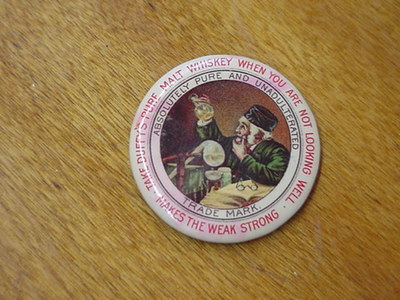 TAKE DUFFY'S PURE MALT WHISKEY WHEN YOU ARE NOT LOOKING WELL.
MAKES THE WEAK STRONG
ABSOLUTELY PURE AND UNADULTERATED
TRADE MARK